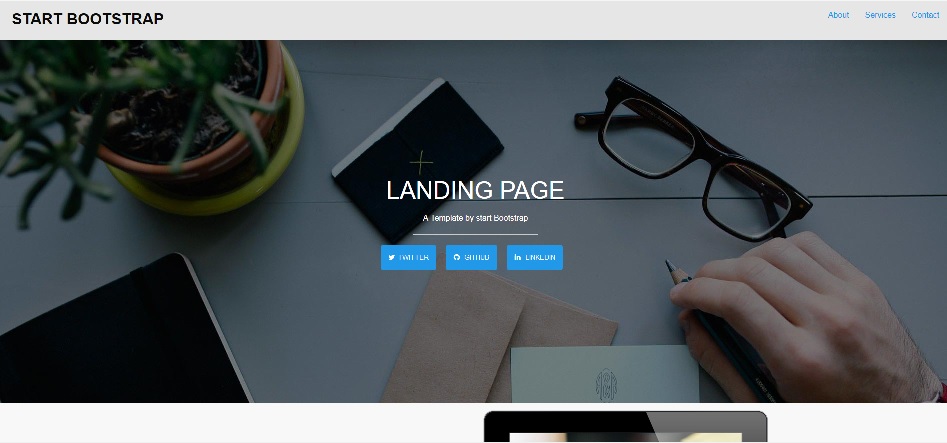 START BOOTSTRAP
About Services Contact
LANDING PAGE
A Template by start Bootstrap
TWITTER GITHUB LINKEDIN